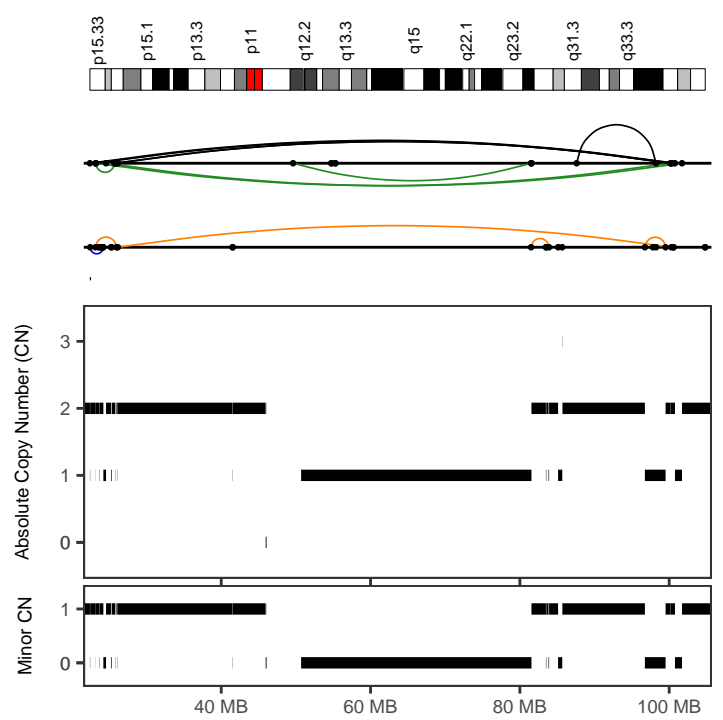 p15.33 p15.1 p13.3 p11 q12.2 q13.3 q15 q22.1 q23.2 q31.3 q33.3
Absolute Copy Number (CN)
3
2
1
0
Minor CN
1
0
40 MB 60 MB 80 MB 100 MB